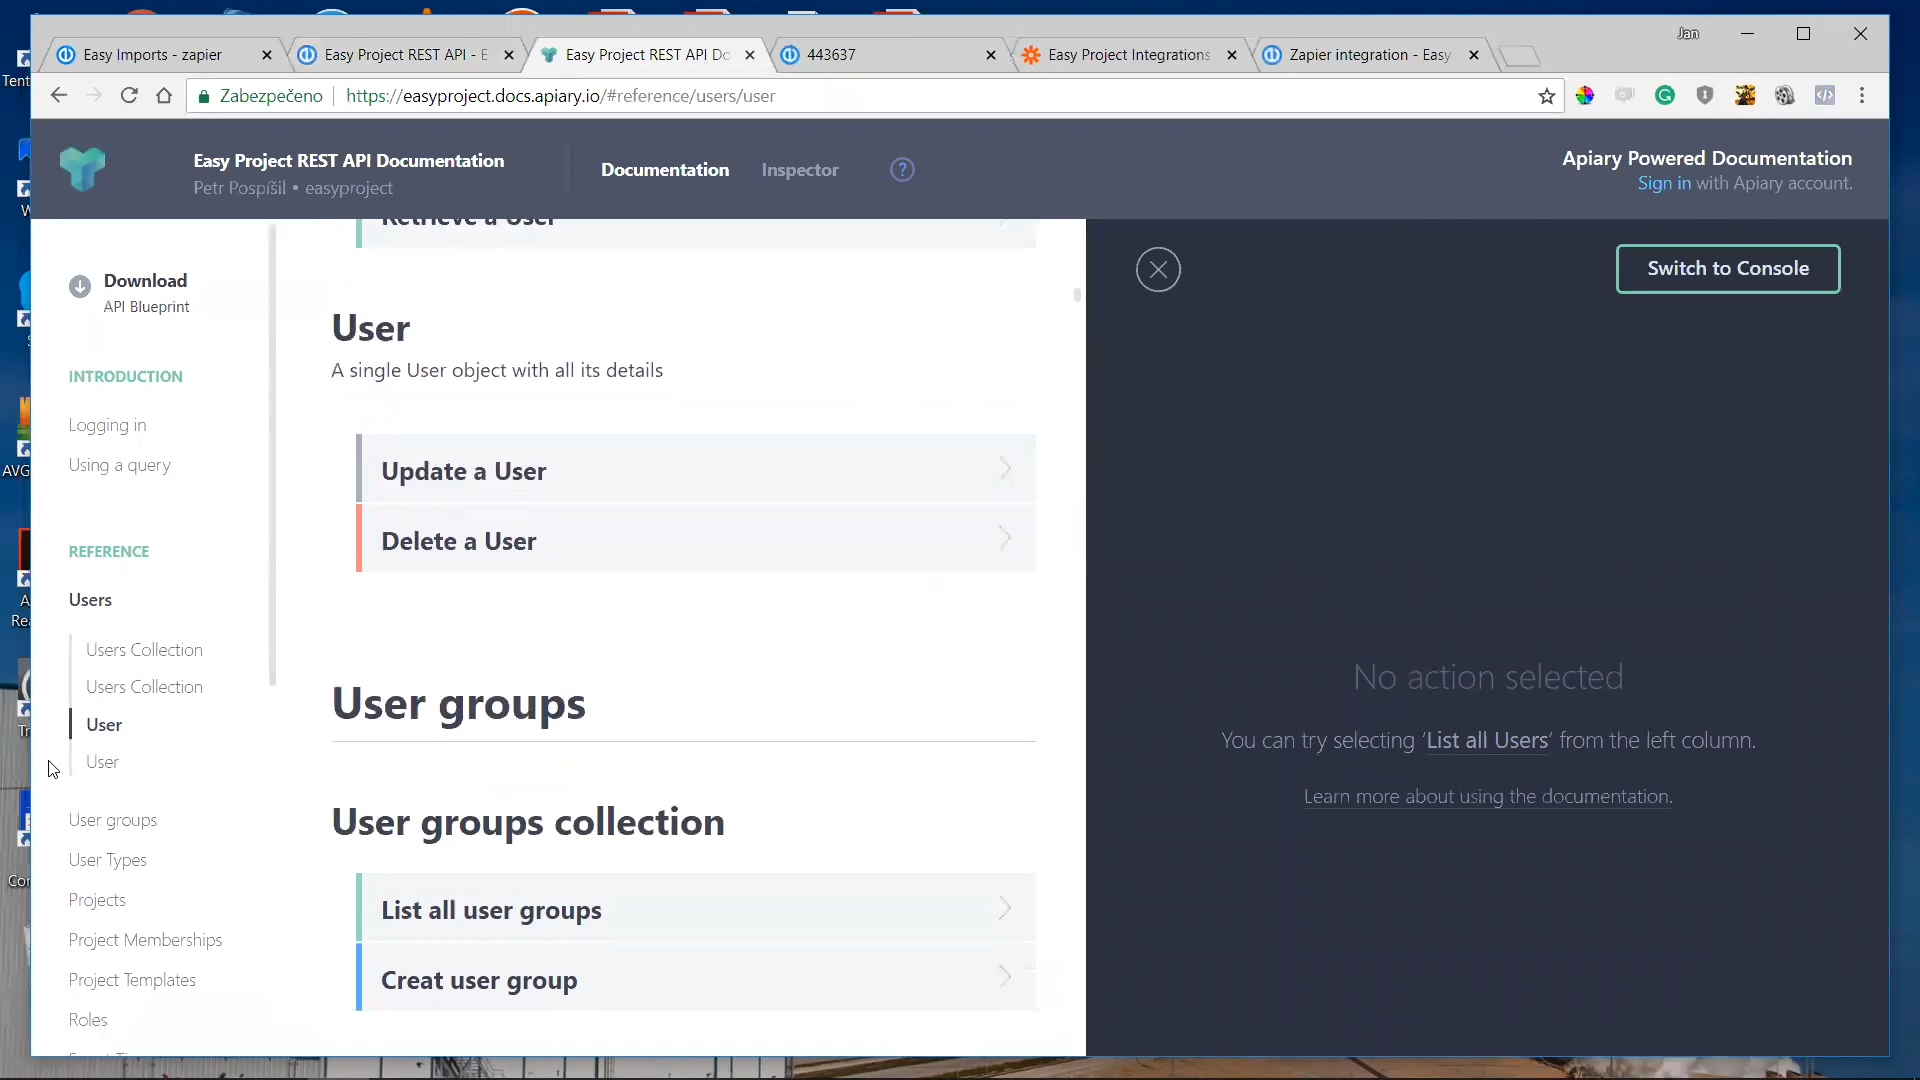 Jan
Easy Imports - zapier
Easy Project REST API - E
Easy Project REST API Do
443637
Easy Project Integrations
Zapier integration - Easy
Zabezpečeno
https://easyproject.docs.apiary.io/#reference/users/user
Easy Project REST API Documentation
Petr Pospíšil • easyproject
Documentation
Inspector
?
Apiary Powered Documentation
Sign in with Apiary account.
Download
API Blueprint
INTRODUCTION
Logging in
Using a query
REFERENCE
Users
Users Collection
Users Collection
User
User
User groups
User Types
Projects
Project Memberships
Project Templates
Roles
Retrieve a User
User
A single User object with all its details
Update a User
Delete a User
User groups
User groups collection
List all user groups
Creat user group
Switch to Console
No action selected
You can try selecting 'List all Users' from the left column.
Learn more about using the documentation.
Tent
AVG
Rea
Cor